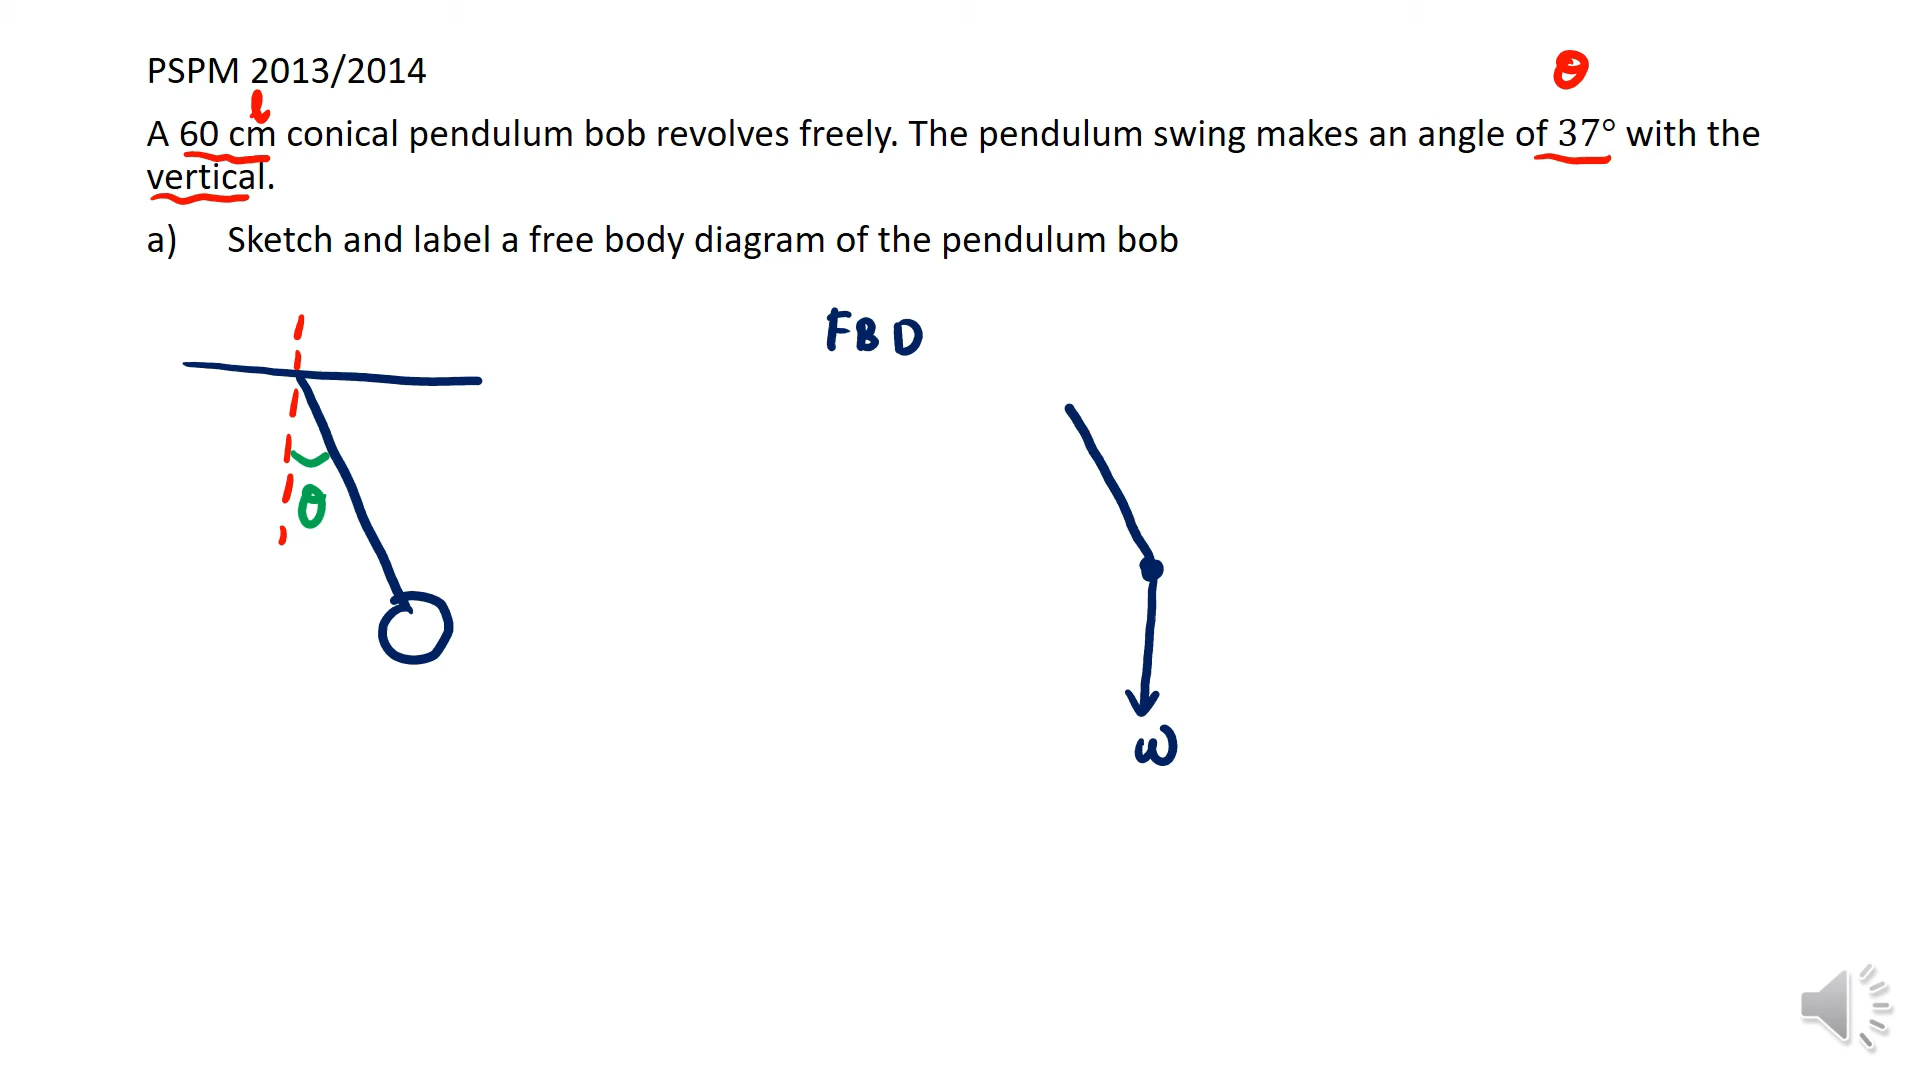 PSPM 2013/2014
l
θ
A 60 cm conical pendulum bob revolves freely. The pendulum swing makes an angle of 37° with the
vertical.
a) Sketch and label a free body diagram of the pendulum bob
FBD
θ
W